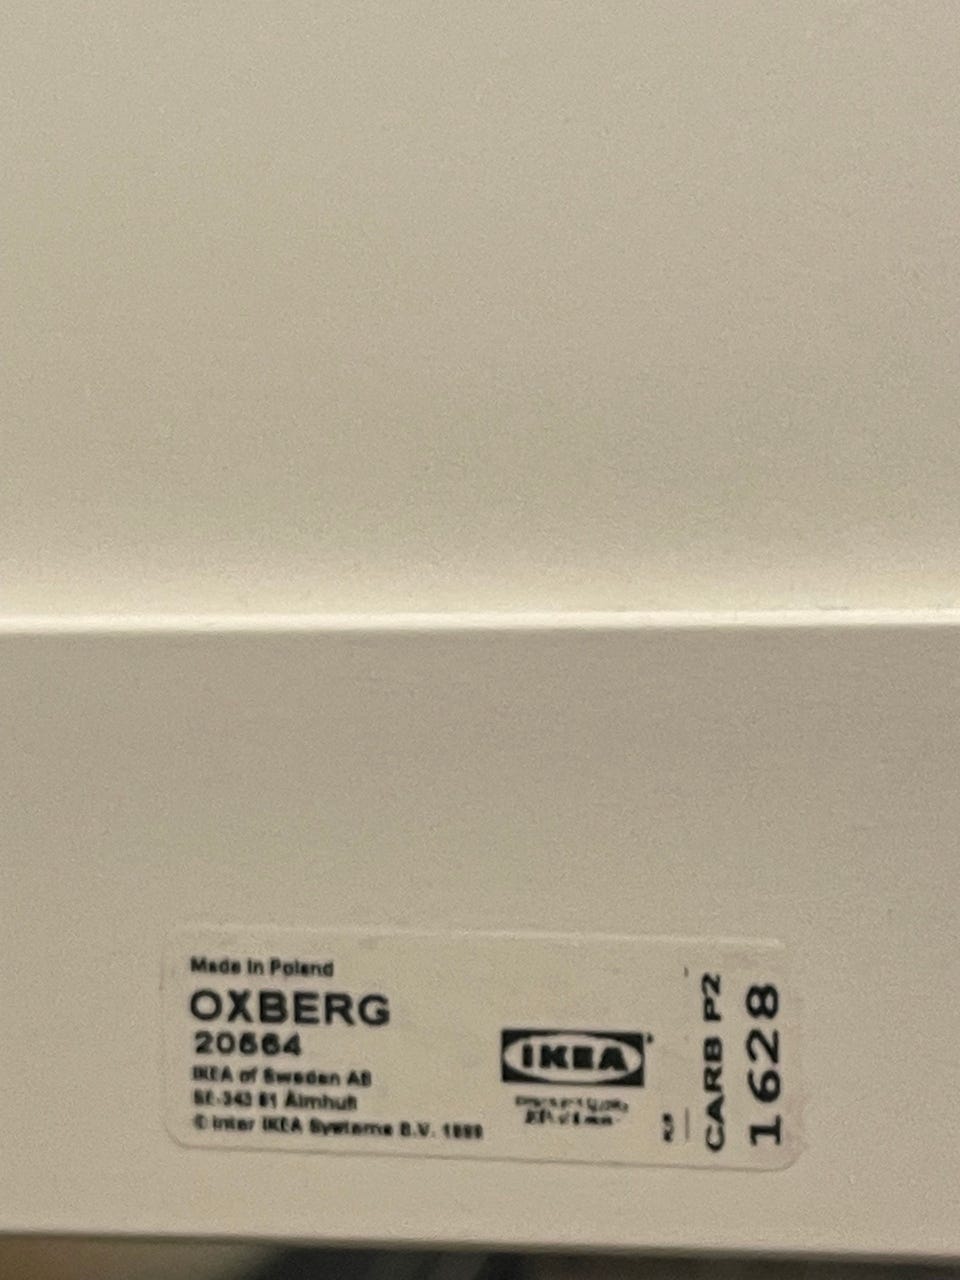 Made in Poland
OXBERG
IKEA of Sweden AB
SE-343 81 Älmhult
© Inter IKEA Systems B.V. 1999
IKEA
CARB P2
1628